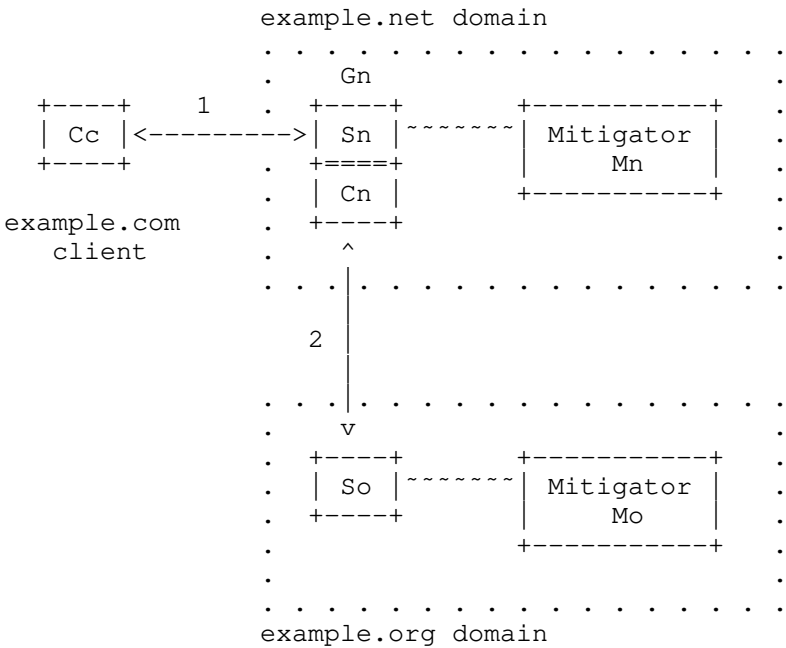 example.net domain
. . . . . . . . . . . . . . . . .
. Gn .
+----+ 1 . +----+ +-----------+ .
| Cc |<--------->| Sn |~~~~~~~| Mitigator | .
+----+ . +====+ | Mn | .
. | Cn | +-----------+ .
example.com . +----+ .
client . ^ .
. . .|. . . . . . . . . . . . . .
|
2 |
|
. . .|. . . . . . . . . . . . . .
. v .
. +----+ +-----------+ .
. | So |~~~~~~~| Mitigator | .
. +----+ | Mo | .
. +-----------+ .
. .
. . . . . . . . . . . . . . . . .
example.org domain